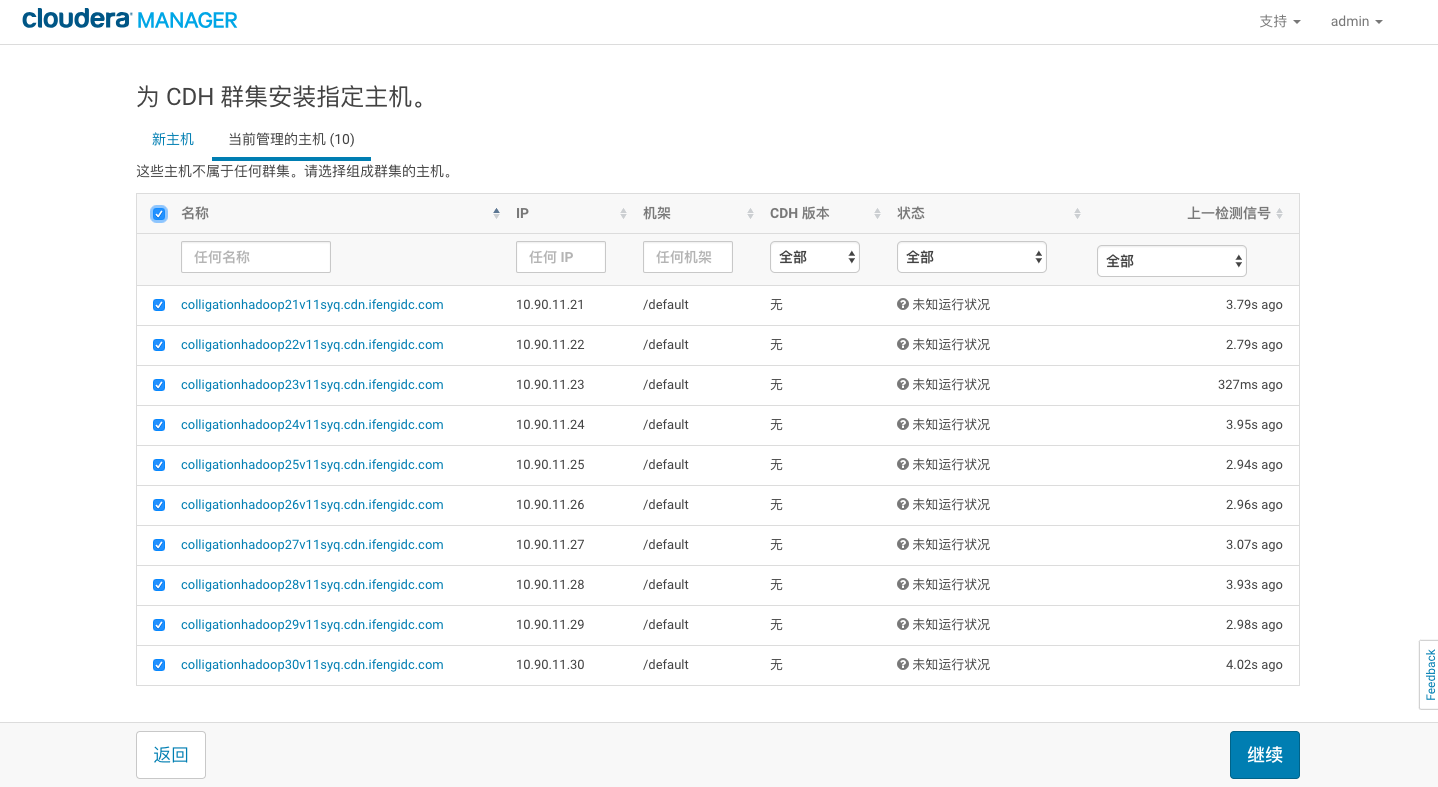 cloudera MANAGER 支持 admin
为 CDH 群集安装指定主机。
新主机 当前管理的主机 (10)
这些主机不属于任何群集。请选择组成群集的主机。
名称 IP 机架 CDH 版本 状态 上一检测信号
任何名称 任何 IP 任何机架 全部 全部 全部
colligationhadoop21v11syq.cdn.ifengidc.com 10.90.11.21 /default 无 未知运行状况 3.79s ago
colligationhadoop22v11syq.cdn.ifengidc.com 10.90.11.22 /default 无 未知运行状况 2.79s ago
colligationhadoop23v11syq.cdn.ifengidc.com 10.90.11.23 /default 无 未知运行状况 327ms ago
colligationhadoop24v11syq.cdn.ifengidc.com 10.90.11.24 /default 无 未知运行状况 3.95s ago
colligationhadoop25v11syq.cdn.ifengidc.com 10.90.11.25 /default 无 未知运行状况 2.94s ago
colligationhadoop26v11syq.cdn.ifengidc.com 10.90.11.26 /default 无 未知运行状况 2.96s ago
colligationhadoop27v11syq.cdn.ifengidc.com 10.90.11.27 /default 无 未知运行状况 3.07s ago
colligationhadoop28v11syq.cdn.ifengidc.com 10.90.11.28 /default 无 未知运行状况 3.93s ago
colligationhadoop29v11syq.cdn.ifengidc.com 10.90.11.29 /default 无 未知运行状况 2.98s ago
colligationhadoop30v11syq.cdn.ifengidc.com 10.90.11.30 /default 无 未知运行状况 4.02s ago
Feedback
返回 继续